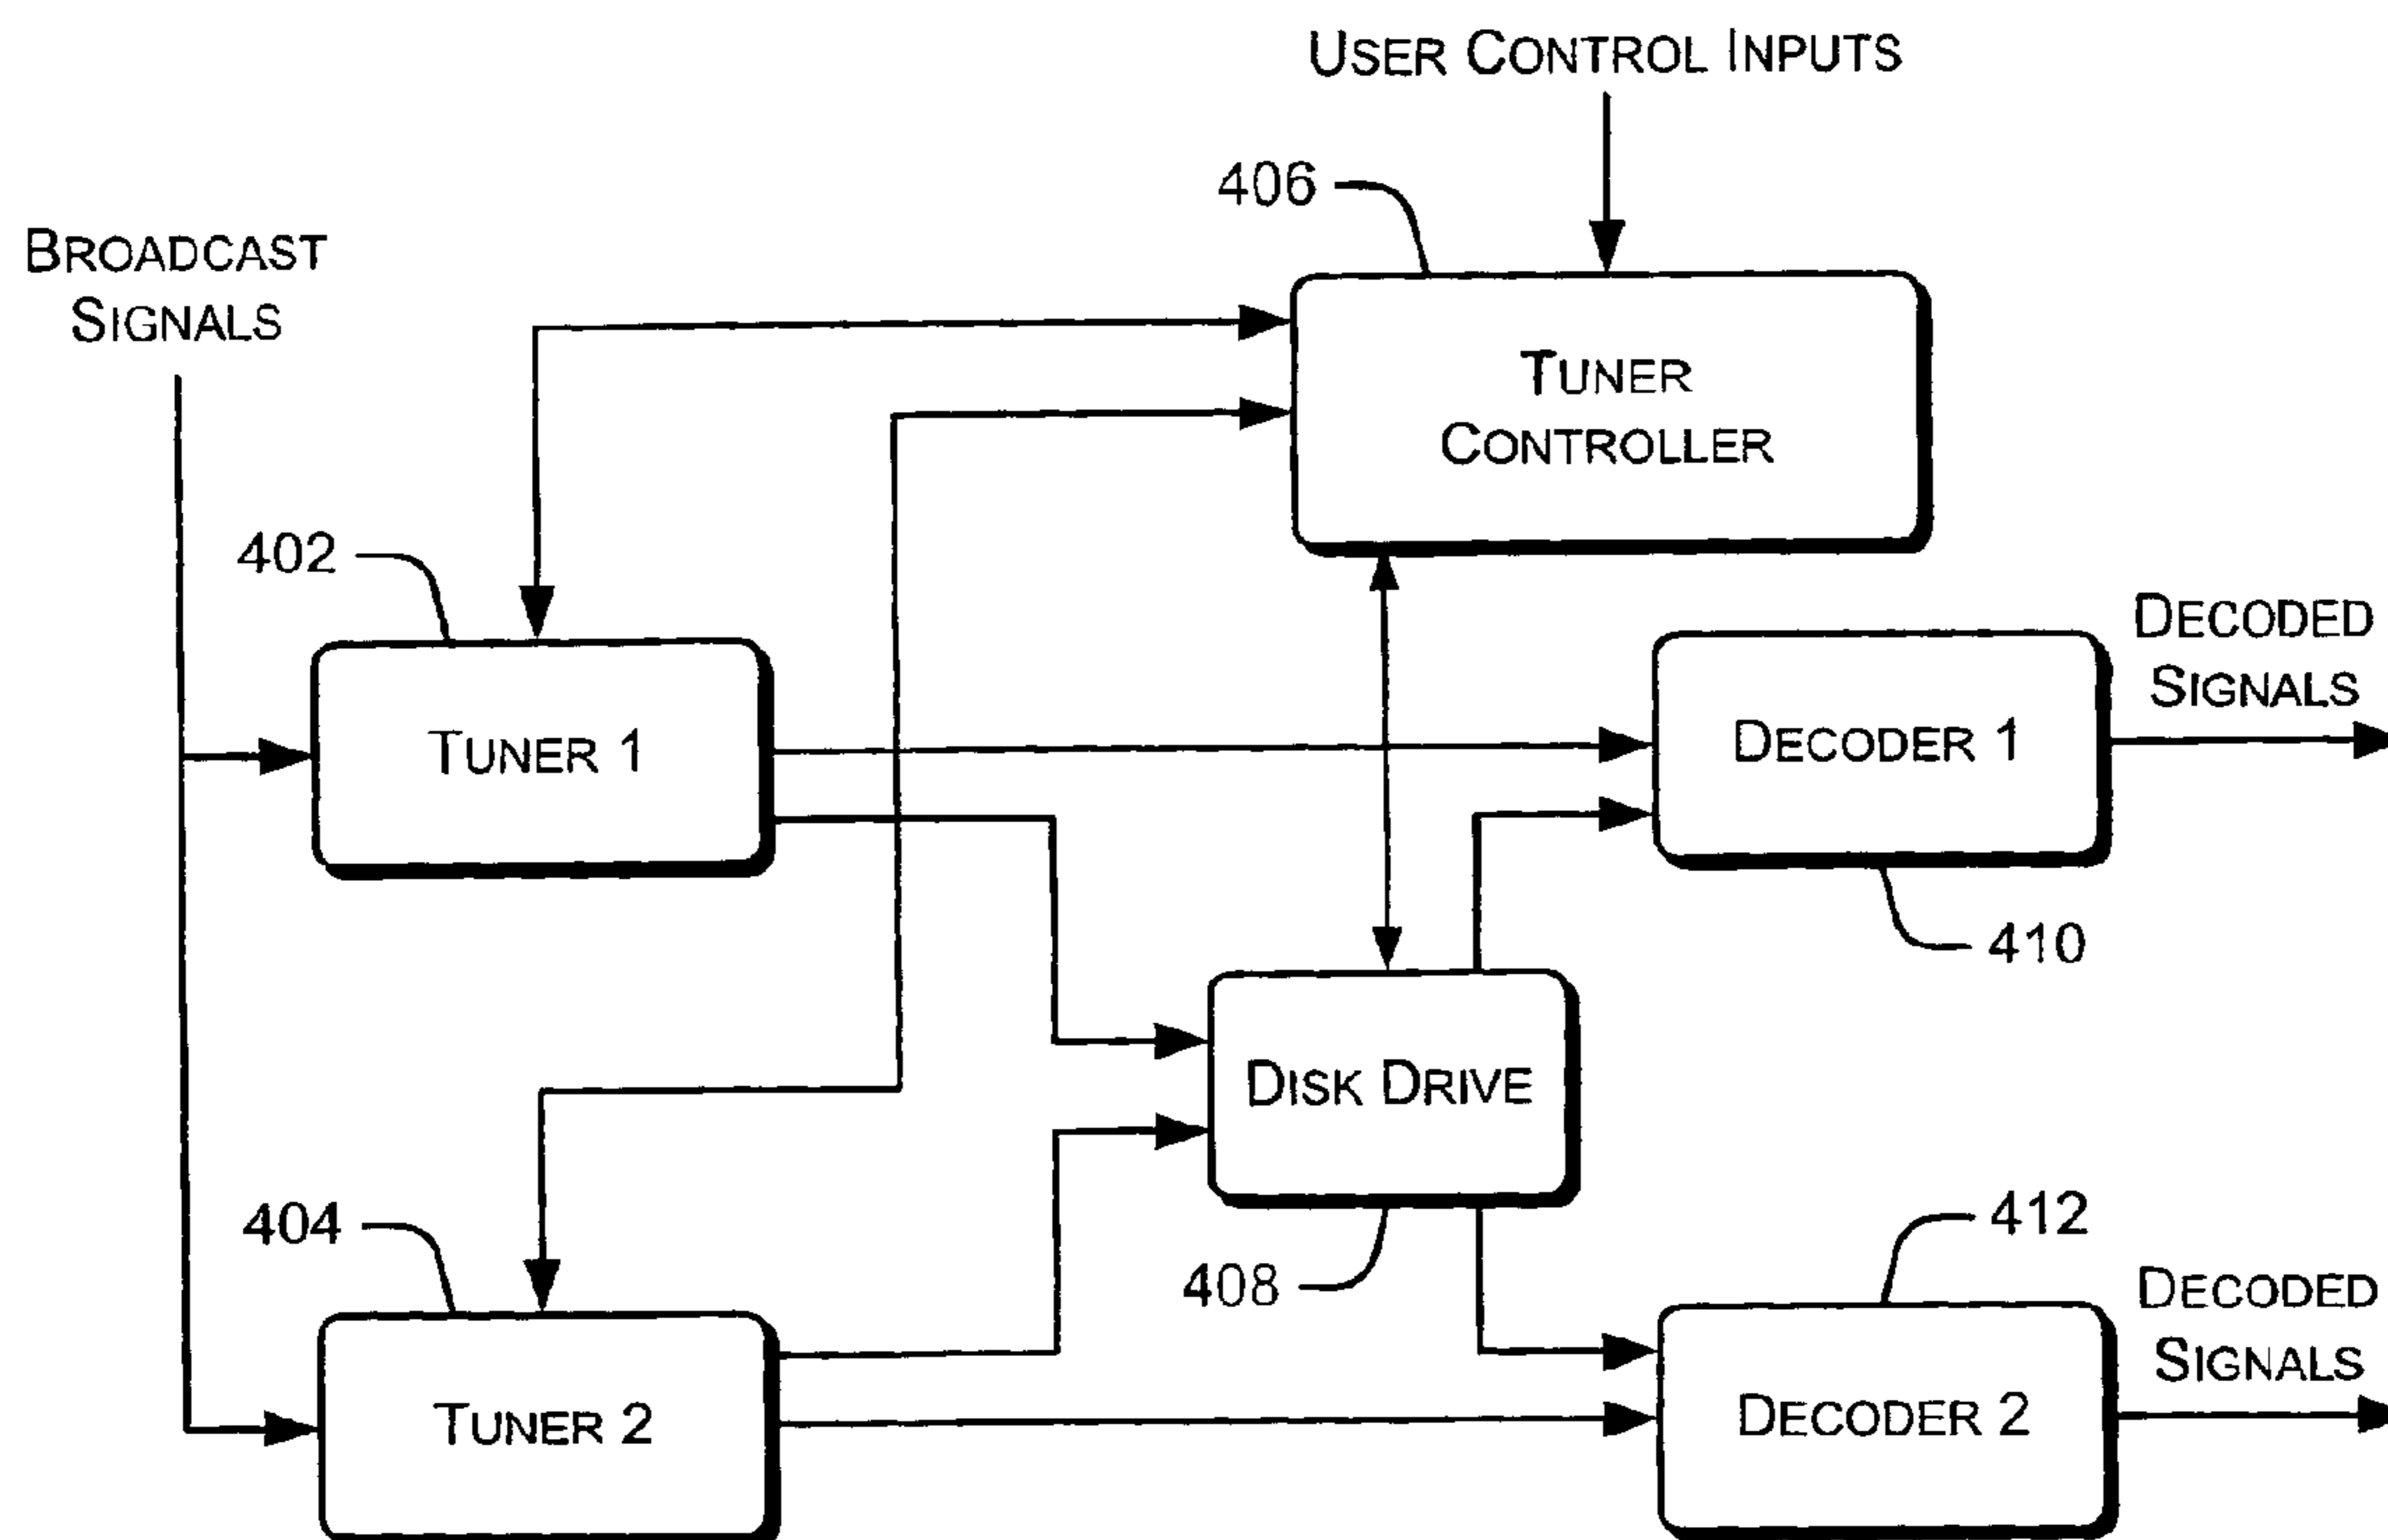 USER CONTROL INPUTS
406
BROADCAST
SIGNALS
TUNER
CONTROLLER
402
DECODED
SIGNALS
TUNER 1
DECODER 1
410
DISK DRIVE
404
408
412
DECODED
SIGNALS
TUNER 2
DECODER 2